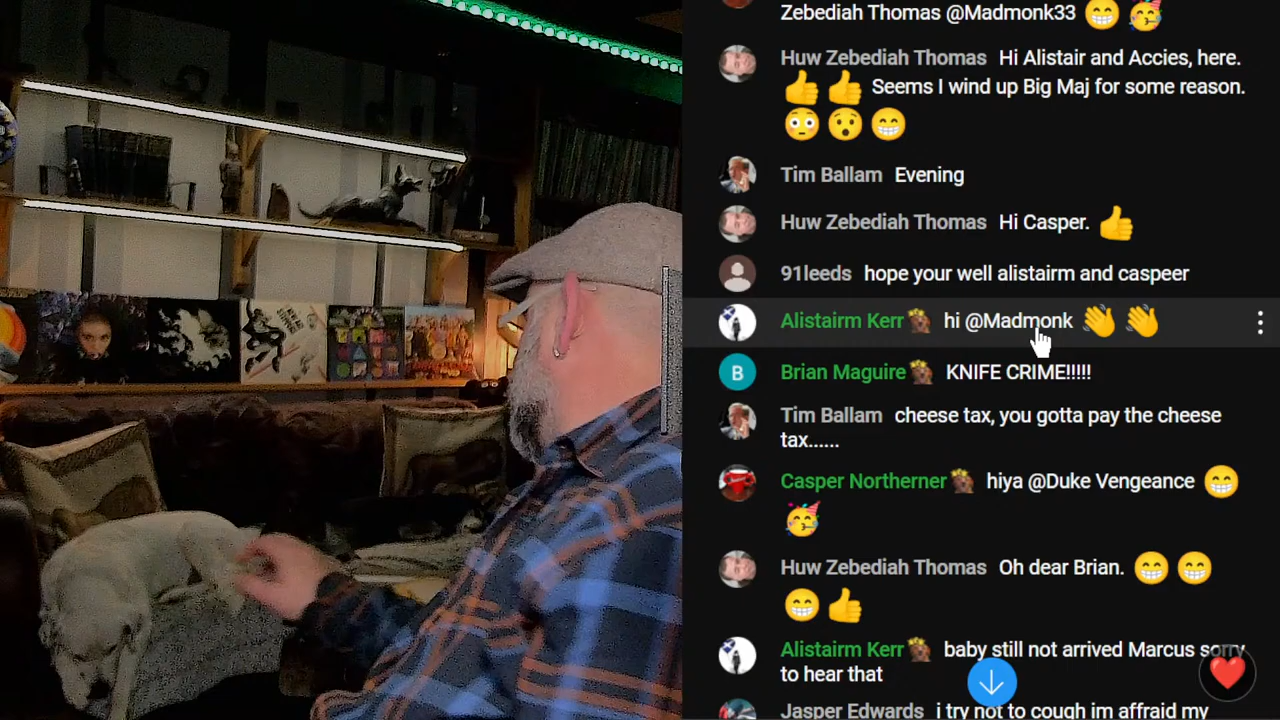 Zebediah Thomas @Madmonk33
Huw Zebediah Thomas Hi Alistair and Accies, here.
Seems I wind up Big Maj for some reason.
Tim Ballam Evening
Huw Zebediah Thomas Hi Casper.
91leeds hope your well alistairm and caspeer
Alistairm Kerr hi @Madmonk
B Brian Maguire KNIFE CRIME!!!!!
Tim Ballam cheese tax, you gotta pay the cheese
tax......
Casper Northerner hiya @Duke Vengeance
Huw Zebediah Thomas Oh dear Brian.
Alistairm Kerr baby still not arrived Marcus sorry
to hear that
Jasper Edwards i try not to cough im affraid my